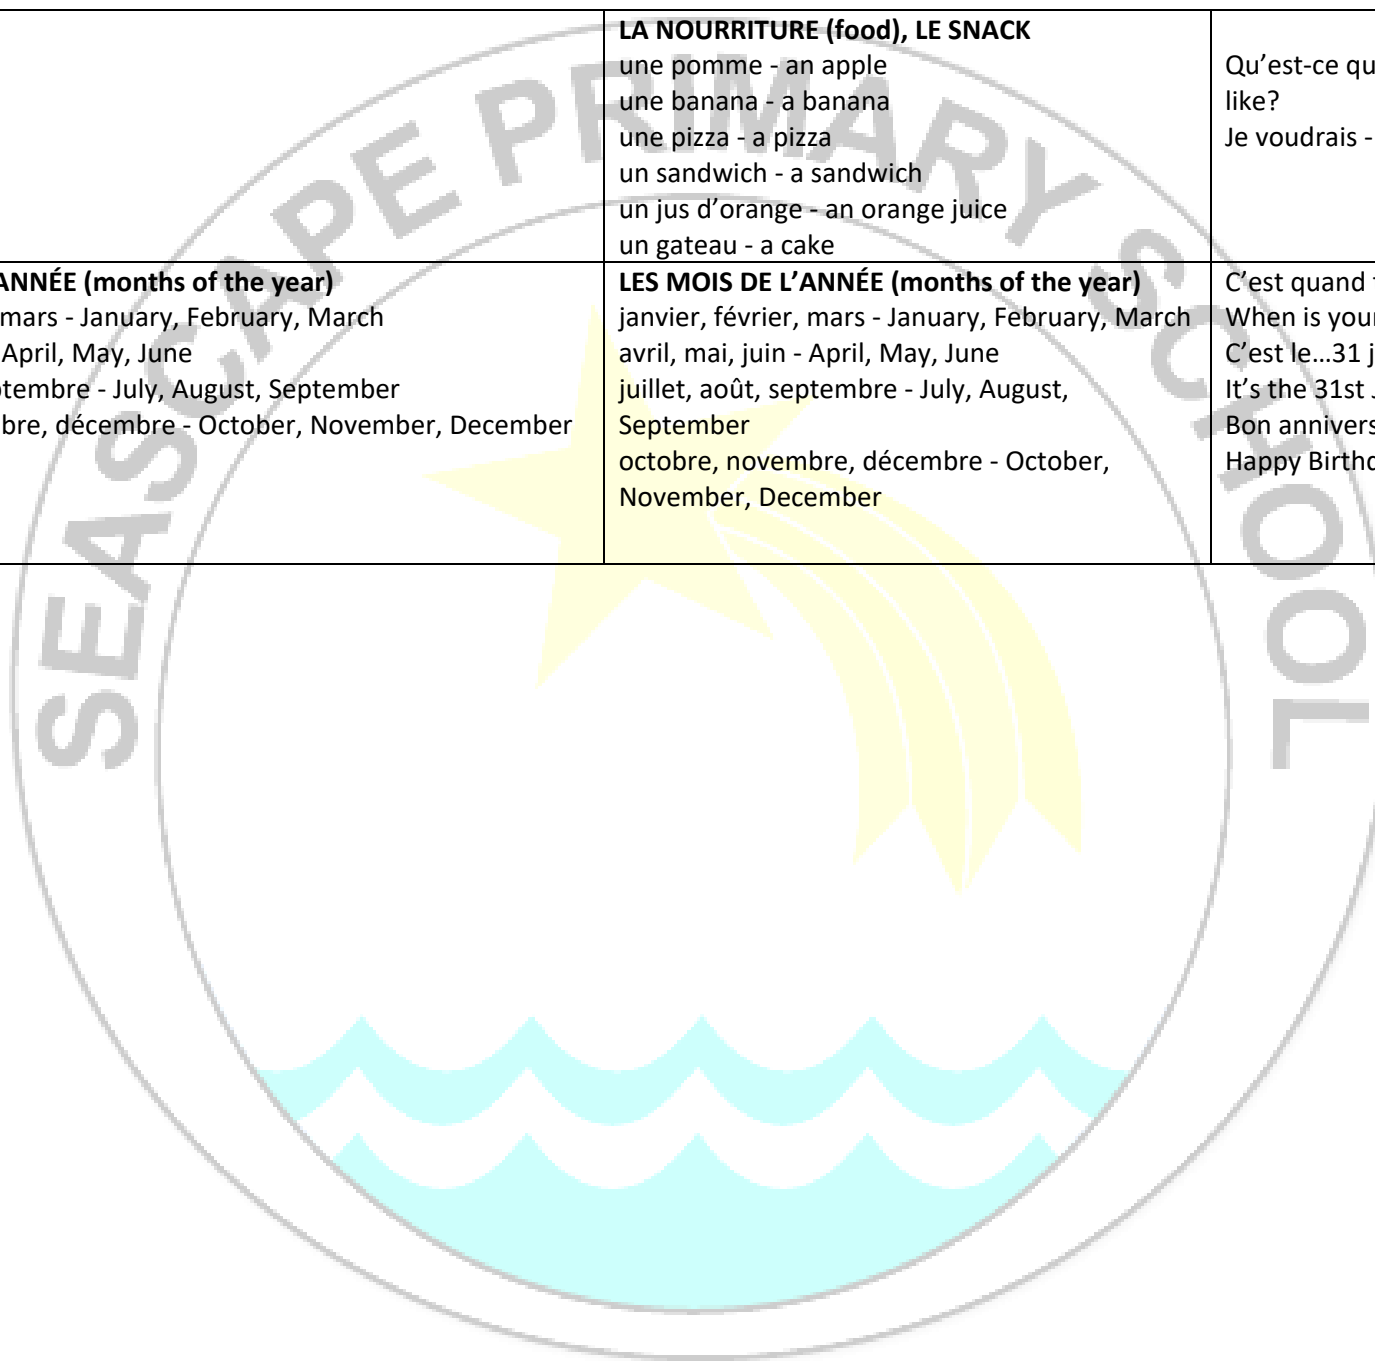 SEASCAPE PRIMARY SCHOOL
LA NOURRITURE (food), LE SNACK
une pomme - an apple
une banana - a banana
une pizza - a pizza
un sandwich - a sandwich
un jus d’orange - an orange juice
un gateau - a cake
Qu’est-ce qu
like?
Je voudrais -
ANNÉE (months of the year)
mars - January, February, March
April, May, June
ptembre - July, August, September
bre, décembre - October, November, December
LES MOIS DE L’ANNÉE (months of the year)
janvier, février, mars - January, February, March
avril, mai, juin - April, May, June
juillet, août, septembre - July, August,
September
octobre, novembre, décembre - October,
November, December
C’est quand
When is your
C’est le…31 j
It’s the 31st
Bon annivers
Happy Birthd